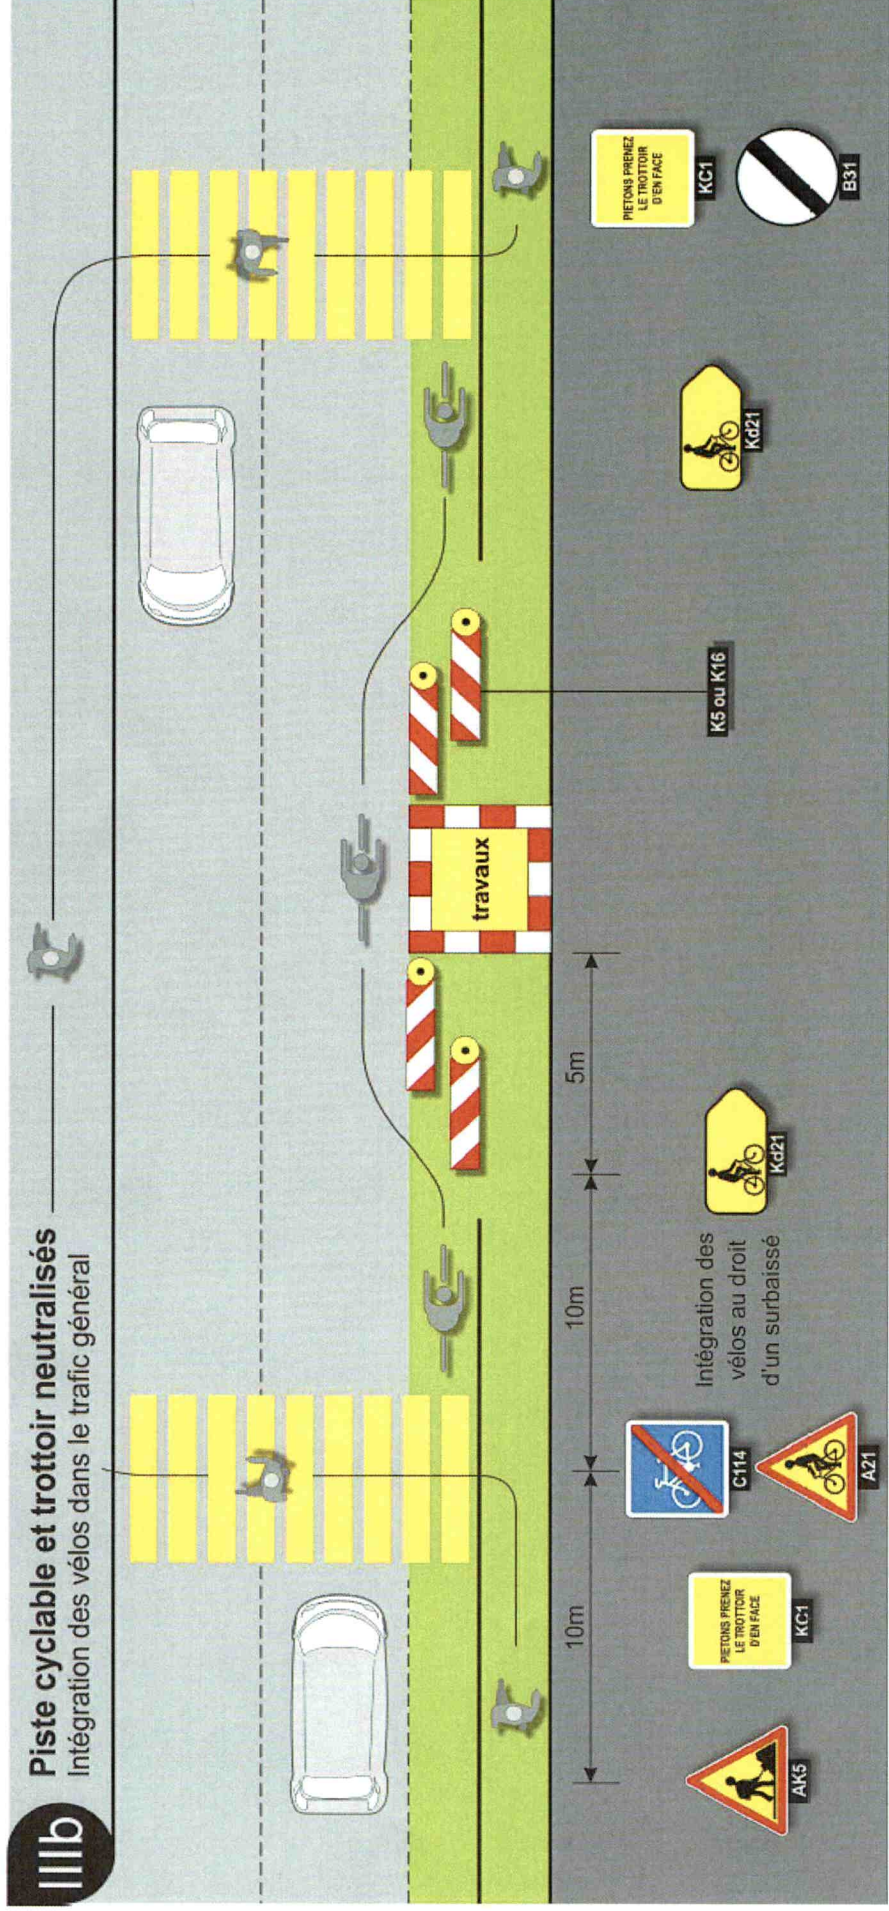 IIIb
Piste cyclable et trottoir neutralisés
Intégration des vélos dans le trafic général
travaux
10m
10m
5m
K5 ou K16
AK5
PIETONS PRENEZ
LE TROTTOIR
D'EN FACE
KC1
C114
A21
Intégration des
vélos au droit
d'un surbaissé
Kd21
Kd21
PIETONS PRENEZ
LE TROTTOIR
D'EN FACE
KC1
B31